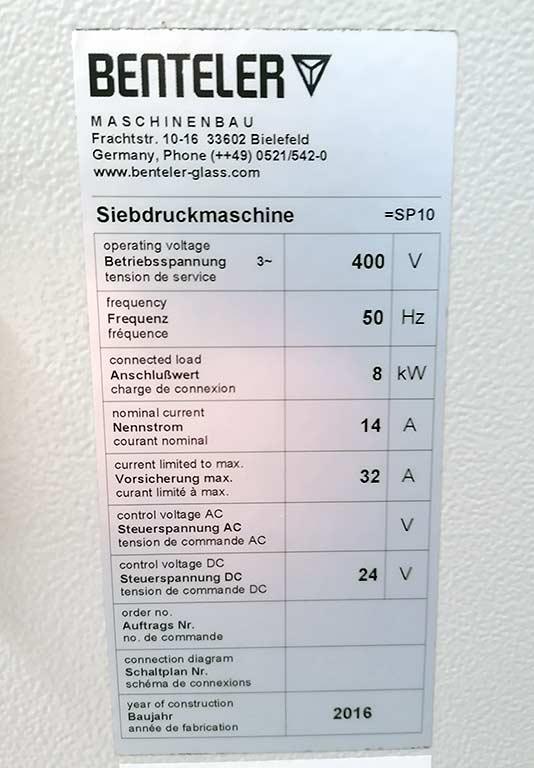 BENTELER
MASCHINENBAU
Frachtstr. 10-16 33602 Bielefeld
Germany, Phone (++49) 0521/542-0
www.benteler-glass.com
Siebdruckmaschine =SP10
operating voltage
Betriebsspannung 3~ 400 V
tension de service
frequency
Frequenz 50 Hz
fréquence
connected load
Anschlußwert 8 kW
charge de connexion
nominal current
Nennstrom 14 A
courant nominal
current limited to max.
Vorsicherung max. 32 A
curant limité à max.
control voltage AC
Steuerspannung AC V
tension de commande AC
control voltage DC
Steuerspannung DC 24 V
tension de commande DC
order no.
Auftrags Nr.
no. de commande
connection diagram
Schaltplan Nr.
schéma de connexions
year of construction
Baujahr 2016
année de fabrication